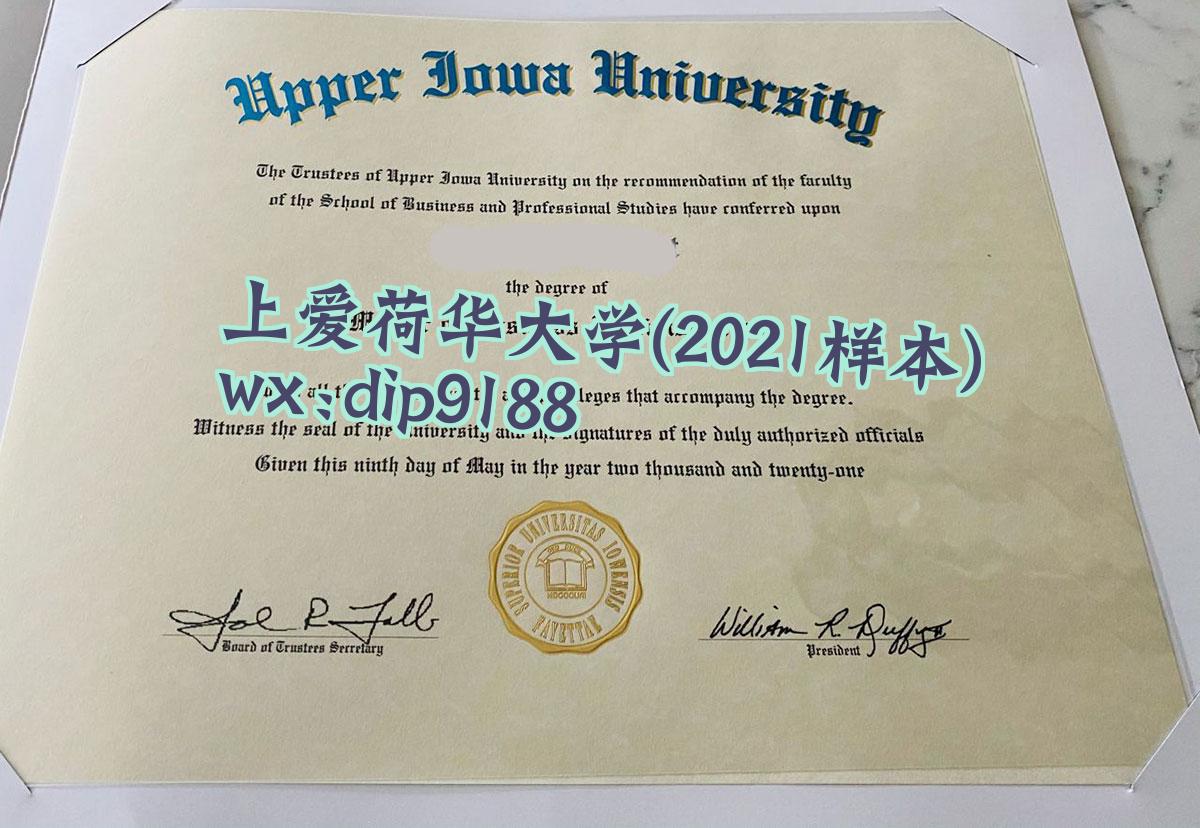 Upper Iowa University
The Trustees of Upper Iowa University on the recommendation of the faculty
of the School of Business and Professional Studies have conferred upon
the degree of
上爱荷华大学(2021样本)
wx:dip9188
that accompany the degree.
Witness the seal of the University and the signatures of the duly authorized officials
Given this ninth day of May in the year two thousand and twenty-one
SUPERIOR UNIVERSITAS IOWENSIS
FAYETTAE
Board of Trustees Secretary
William R. Duffy II
President